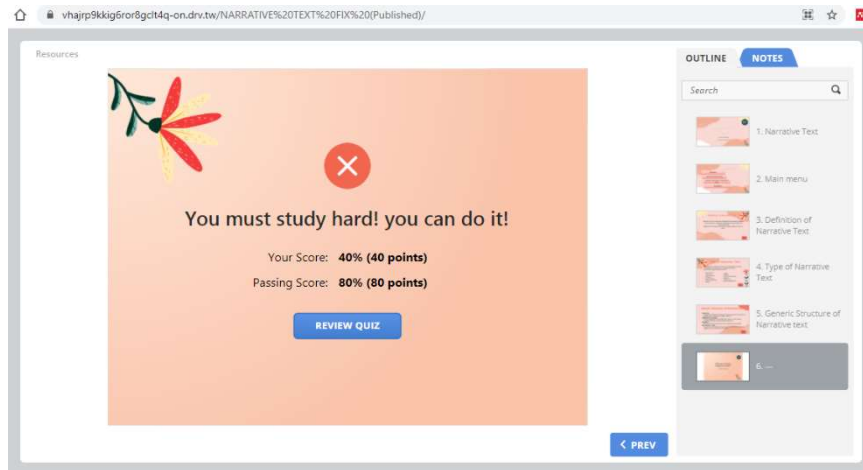 vhajrp9kkig6ror8gclt4q-on.drv.tw/NARRATIVE%20TEXT%20FIX%20(Published)/
Resources
You must study hard! you can do it!
Your Score: 40% (40 points)
Passing Score: 80% (80 points)
REVIEW QUIZ
PREV
OUTLINE
NOTES
Search
1. Narrative Text
2. Main menu
3. Definition of
Narrative Text
4. Type of Narrative
Text
5. Generic Structure of
Narrative text
6. —